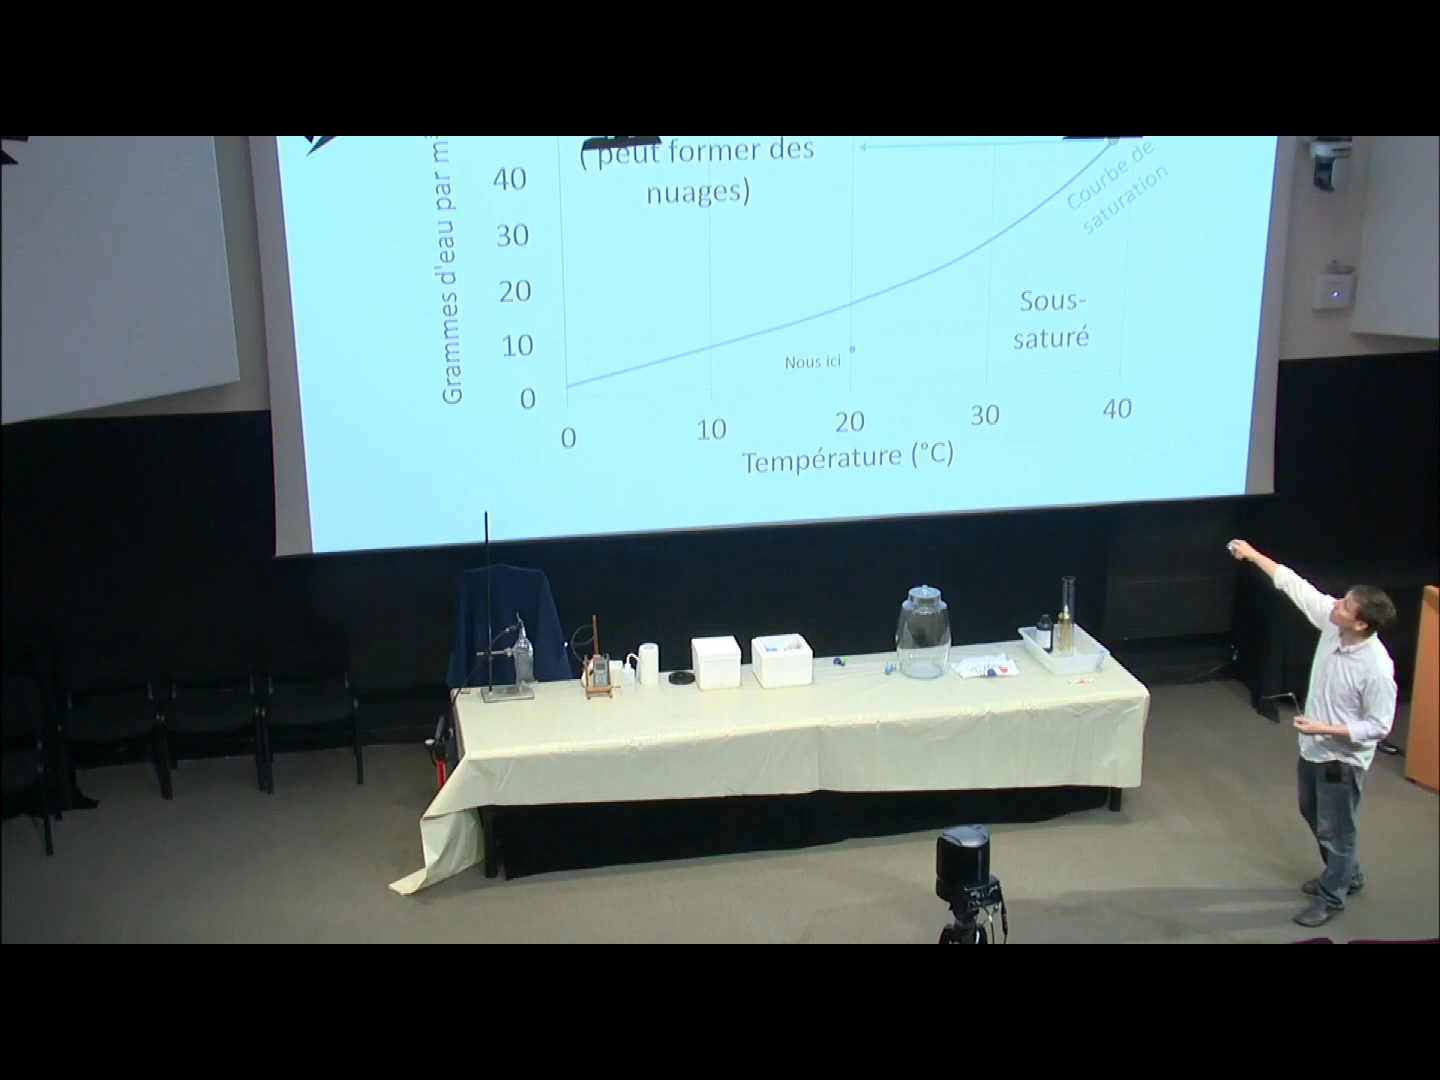 ( peut former des
nuages)
Grammes d'eau par m
40
30
20
10
0
Courbe de
saturation
Sous-
saturé
Nous ici
0
10
20
30
40
Température (°C)